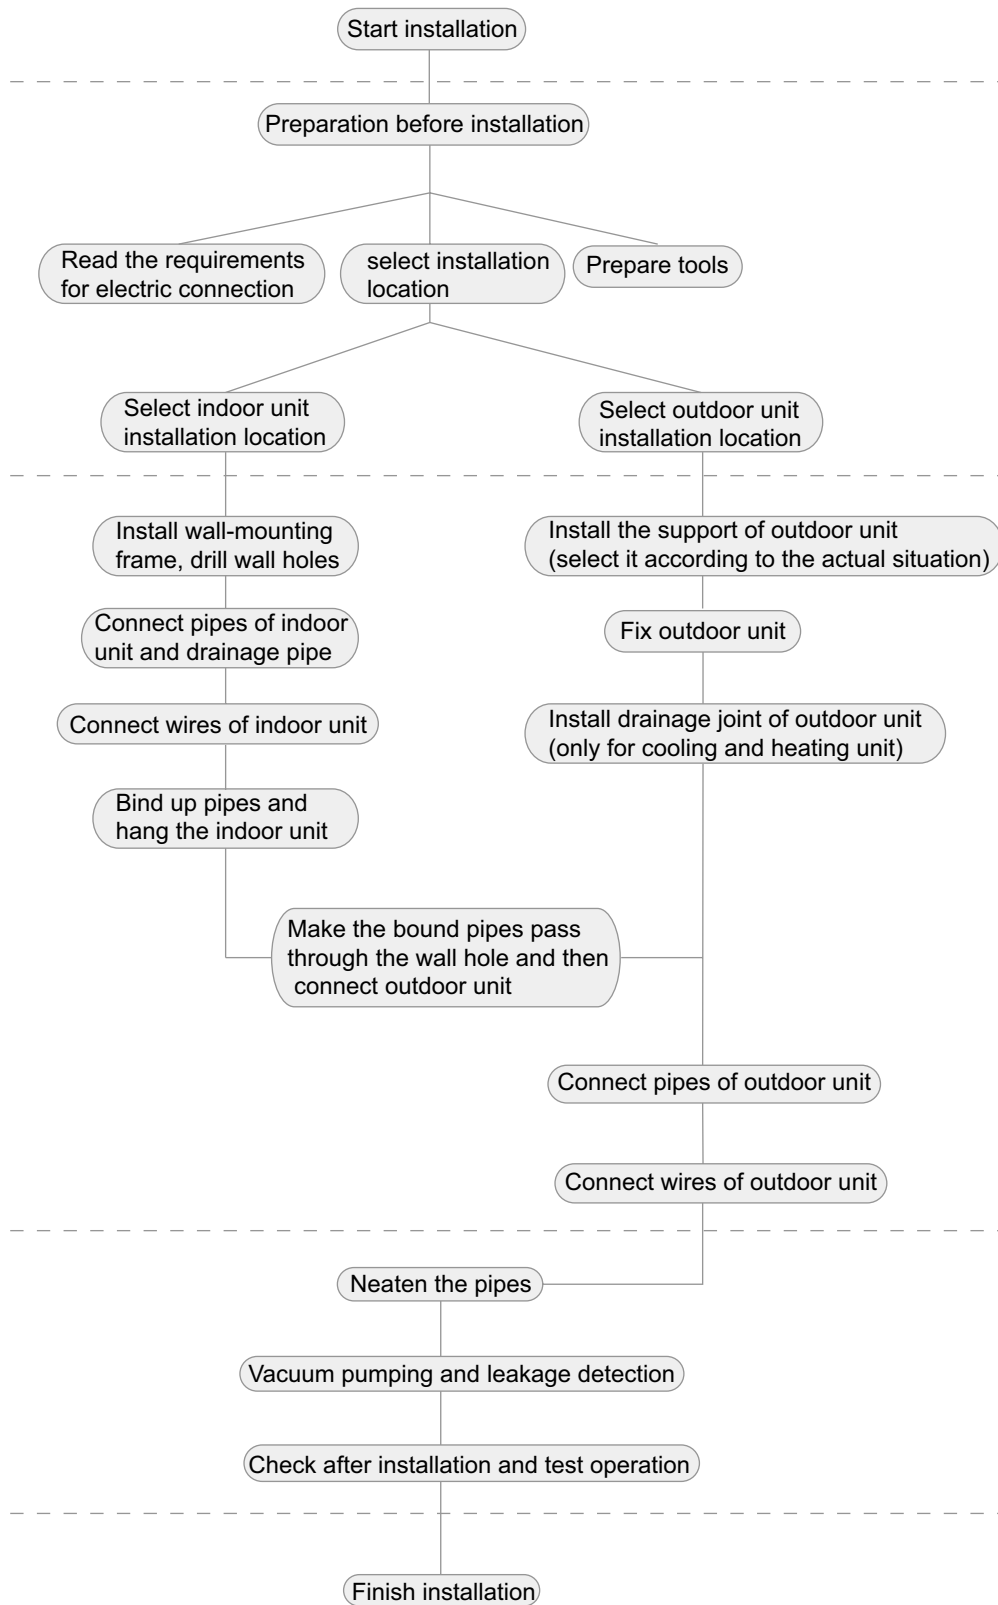 Start installation
Preparation before installation
Read the requirements
for electric connection
select installation
location
Prepare tools
Select indoor unit
installation location
Select outdoor unit
installation location
Install wall-mounting
frame, drill wall holes
Install the support of outdoor unit
(select it according to the actual situation)
Connect pipes of indoor
unit and drainage pipe
Fix outdoor unit
Connect wires of indoor unit
Install drainage joint of outdoor unit
(only for cooling and heating unit)
Bind up pipes and
hang the indoor unit
Make the bound pipes pass
through the wall hole and then
connect outdoor unit
Connect pipes of outdoor unit
Connect wires of outdoor unit
Neaten the pipes
Vacuum pumping and leakage detection
Check after installation and test operation
Finish installation